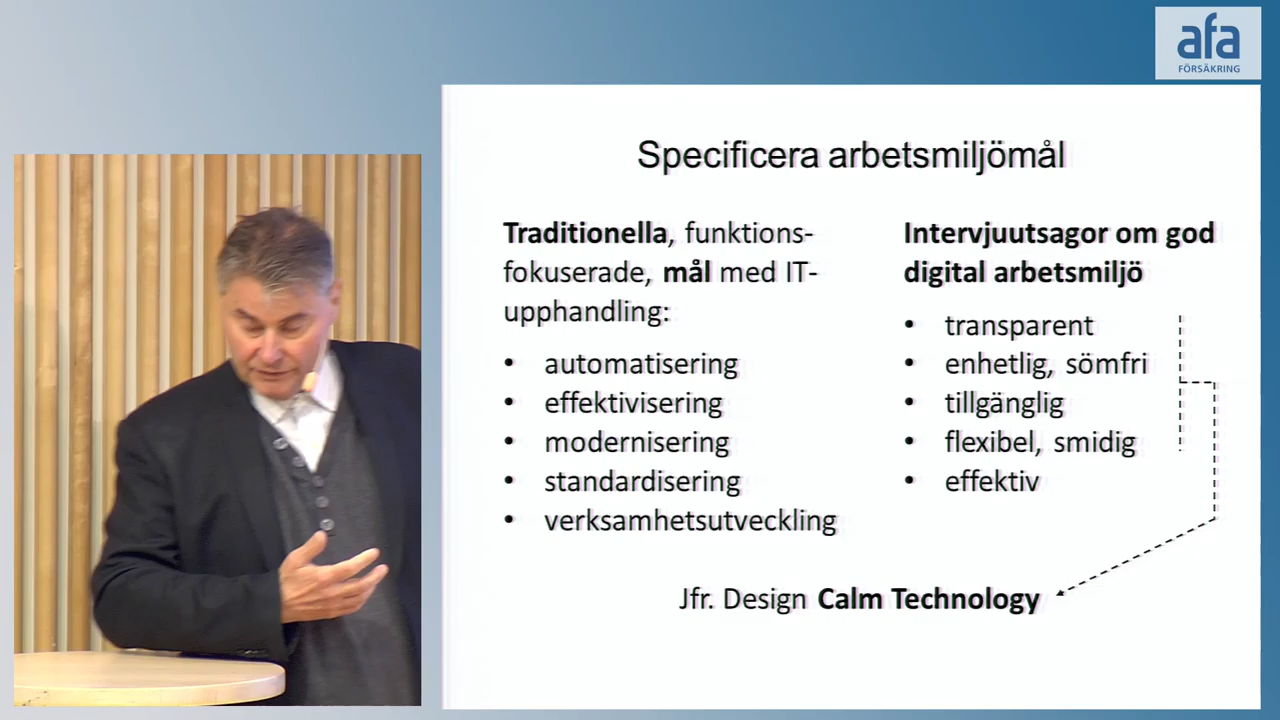 afa
FÖRSÄKRING
Specificera arbetsmiljömål
Traditionella, funktions-
fokuserade, mål med IT-
upphandling:
• automatisering
• effektivisering
• modernisering
• standardisering
• verksamhetsutveckling
Intervjuutsagor om god
digital arbetsmiljö
• transparent
• enhetlig, sömfri
• tillgänglig
• flexibel, smidig
• effektiv
Jfr. Design Calm Technology